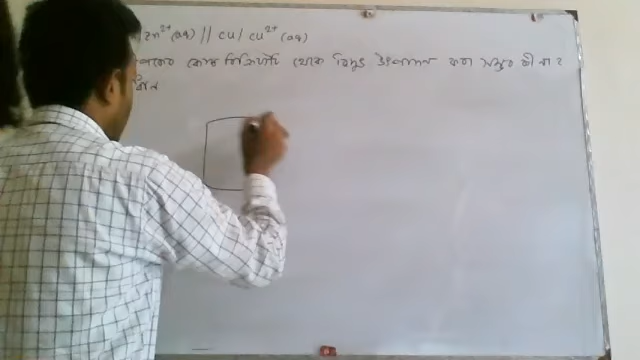 /Zn²⁺(aq) // Cu / Cu²⁺ (aq)
কোষ বিক্রিয়াটি থেকে বিদ্যুৎ উৎপাদন করা সম্ভব কী না ?